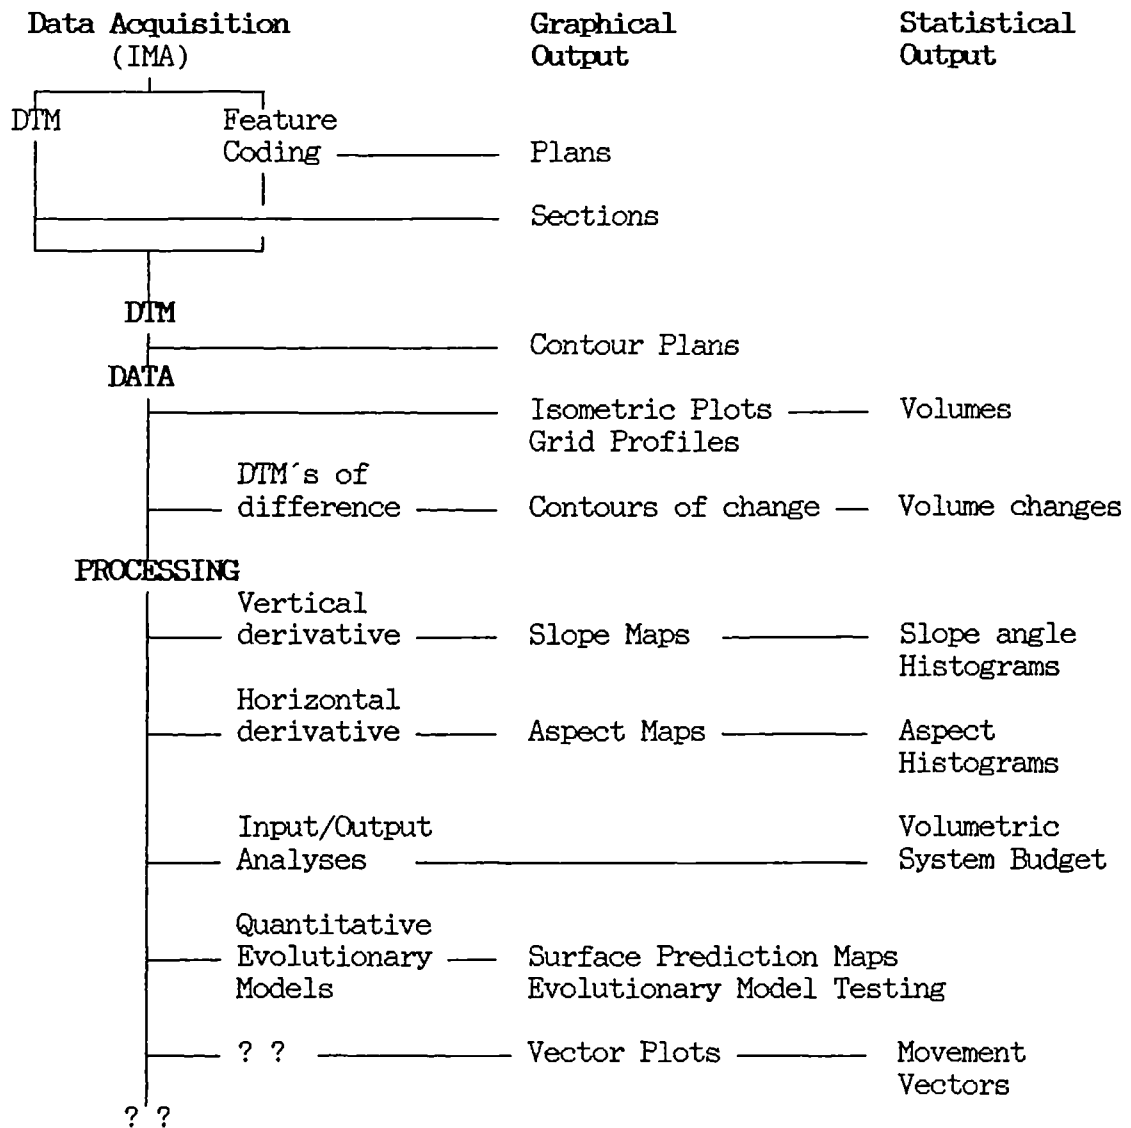 Data Acquisition Graphical Statistical
(IMA) Output Output
DTM Feature
Coding Plans
Sections
DTM
Contour Plans
DATA
Isometric Plots Volumes
Grid Profiles
DTM's of
difference Contours of change Volume changes
PROCESSING
Vertical
derivative Slope Maps Slope angle
Histograms
Horizontal
derivative Aspect Maps Aspect
Histograms
Input/Output Volumetric
Analyses System Budget
Quantitative
Evolutionary Surface Prediction Maps
Models Evolutionary Model Testing
? ? Vector Plots Movement
Vectors
? ?